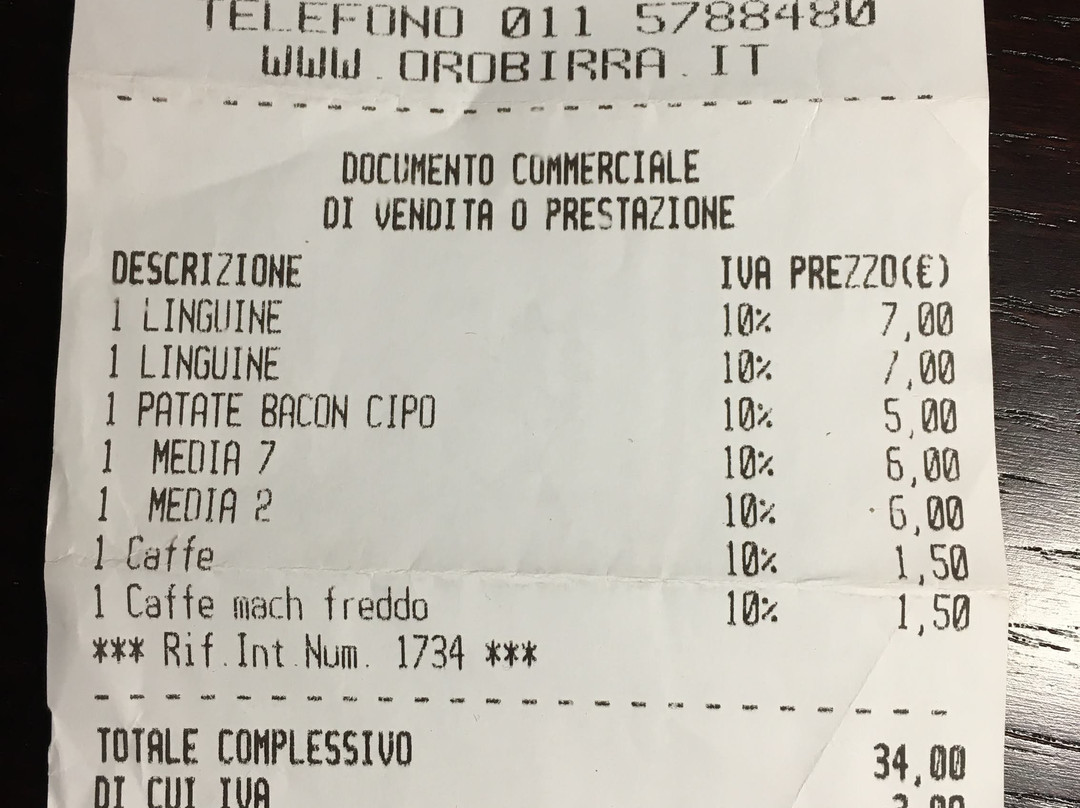 TELEFONO 011 5788480
WWW.OROBIRRA.IT
DOCUMENTO COMMERCIALE
DI VENDITA O PRESTAZIONE
DESCRIZIONE IVA PREZZO(€)
1 LINGUINE 10% 7,00
1 LINGUINE 10% 7,00
1 PATATE BACON CIPO 10% 5,00
1 MEDIA 7 10% 6,00
1 MEDIA 2 10% 6,00
1 Caffe 10% 1,50
1 Caffe mach freddo 10% 1,50
*** Rif.Int.Num. 1734 ***
TOTALE COMPLESSIVO 34,00
DI CUI IVA